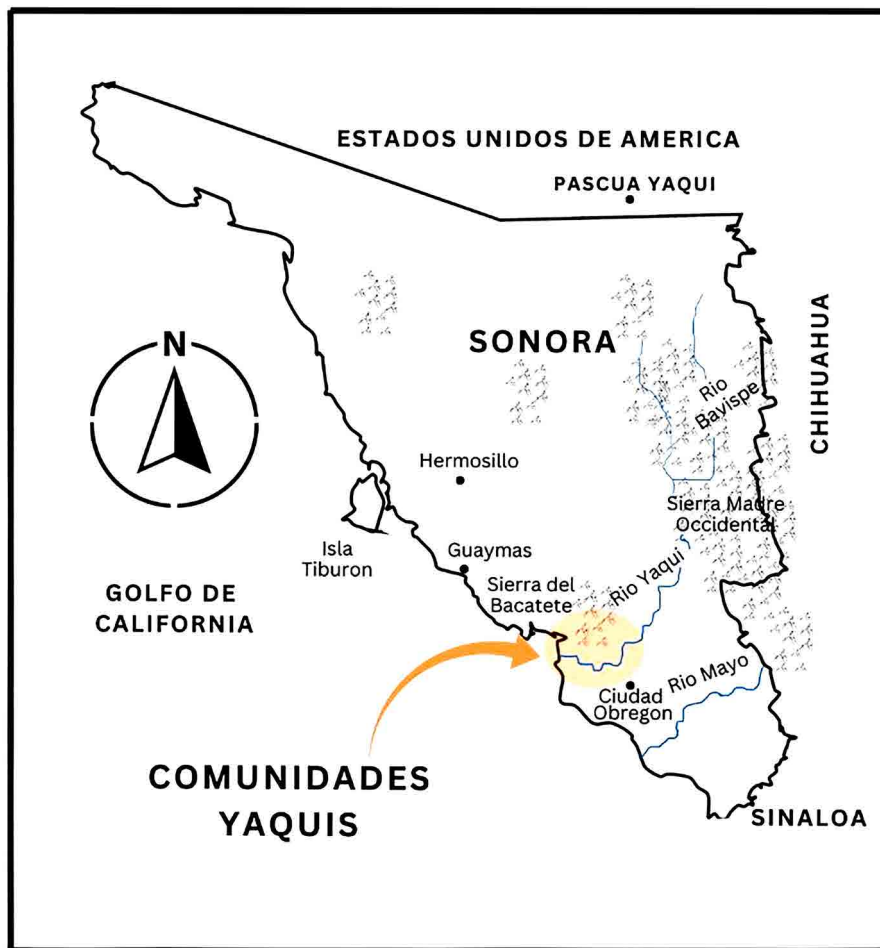 ESTADOS UNIDOS DE AMERICA
PASCUA YAQUI
SONORA
CHIHUAHUA
N
Rio
Bavispe
Hermosillo
Sierra Madre
Occidental
Isla
Tiburon
Guaymas
Sierra del
Bacatete
Rio Yaqui
GOLFO DE
CALIFORNIA
Rio Mayo
Ciudad
Obregon
COMUNIDADES
YAQUIS
SINALOA